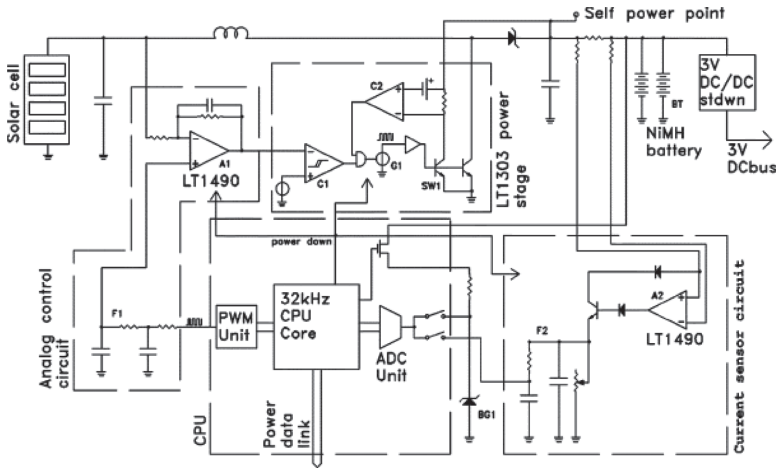 Self power point
Solar cell
C2
3V
DC/DC
stdwn
BT
NiMH
battery
3V
DCbus
A1
LT1490
C1
G1
SW1
LT1303 power
stage
power down
Analog control
circuit
F1
PWM
Unit
32kHz
CPU
Core
ADC
Unit
CPU
Power
data
link
BG1
F2
A2
LT1490
Current sensor circuit